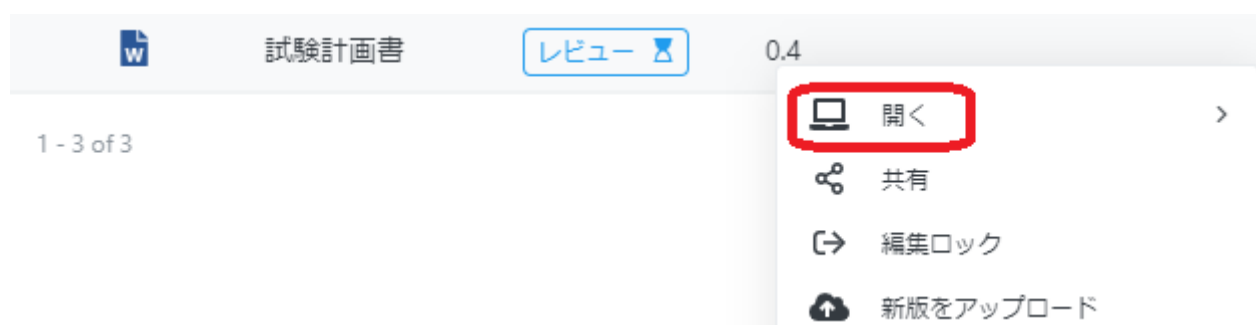 W 試験計画書 レビュー 0.4
開く
1 - 3 of 3
共有
編集ロック
新版をアップロード